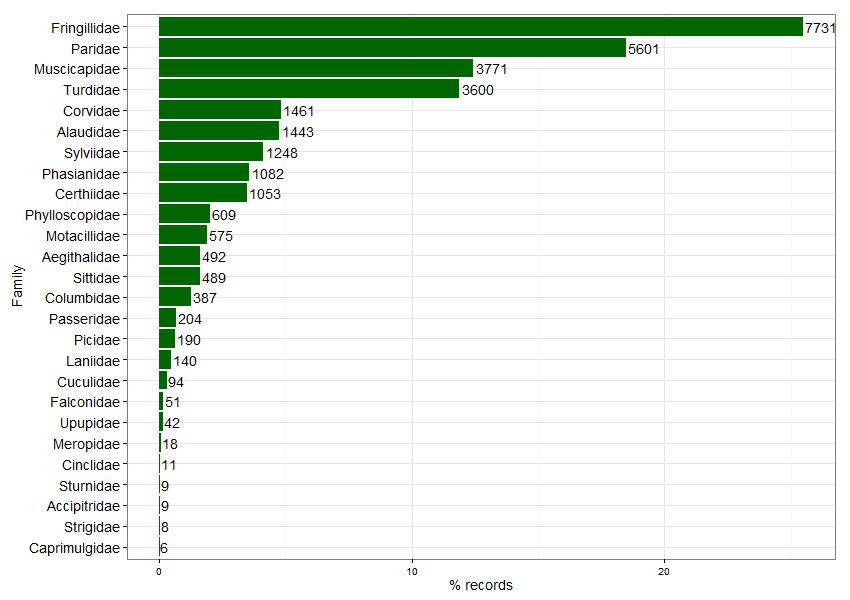 Fringillidae 7731
Paridae 5601
Muscicapidae 3771
Turdidae 3600
Corvidae 1461
Alaudidae 1443
Sylviidae 1248
Phasianidae 1082
Certhiidae 1053
Phylloscopidae 609
Motacillidae 575
Aegithalidae 492
Sittidae 489
Columbidae 387
Passeridae 204
Picidae 190
Laniidae 140
Cuculidae 94
Falconidae 51
Upupidae 42
Meropidae 18
Cinclidae 11
Sturnidae 9
Accipitridae 9
Strigidae 8
Caprimulgidae 6
Family
0 10 20
% records